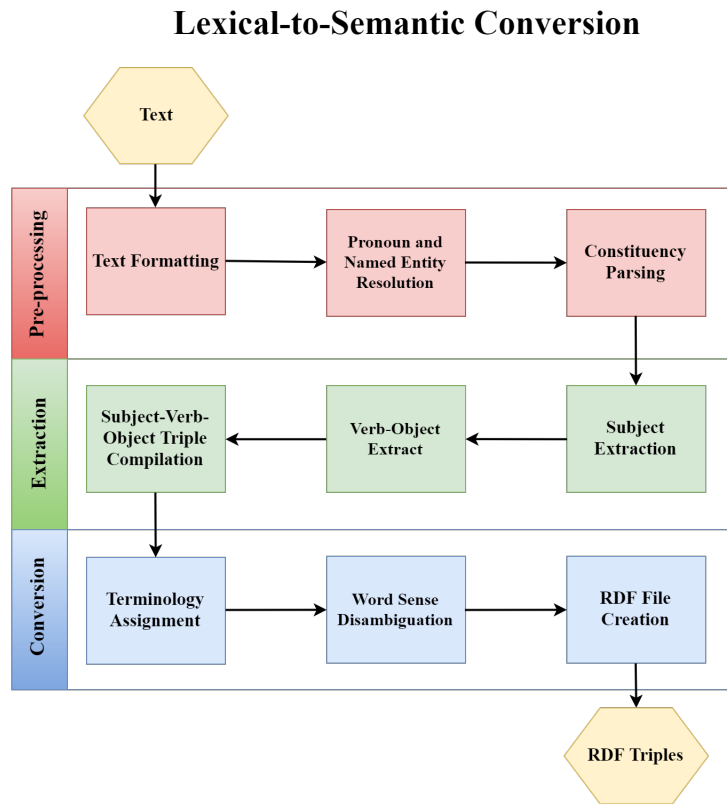 Lexical-to-Semantic Conversion
Text
Pre-processing
Text Formatting
Pronoun and
Named Entity
Resolution
Constituency
Parsing
Extraction
Subject-Verb-
Object Triple
Compilation
Verb-Object
Extract
Subject
Extraction
Conversion
Terminology
Assignment
Word Sense
Disambiguation
RDF File
Creation
RDF Triples